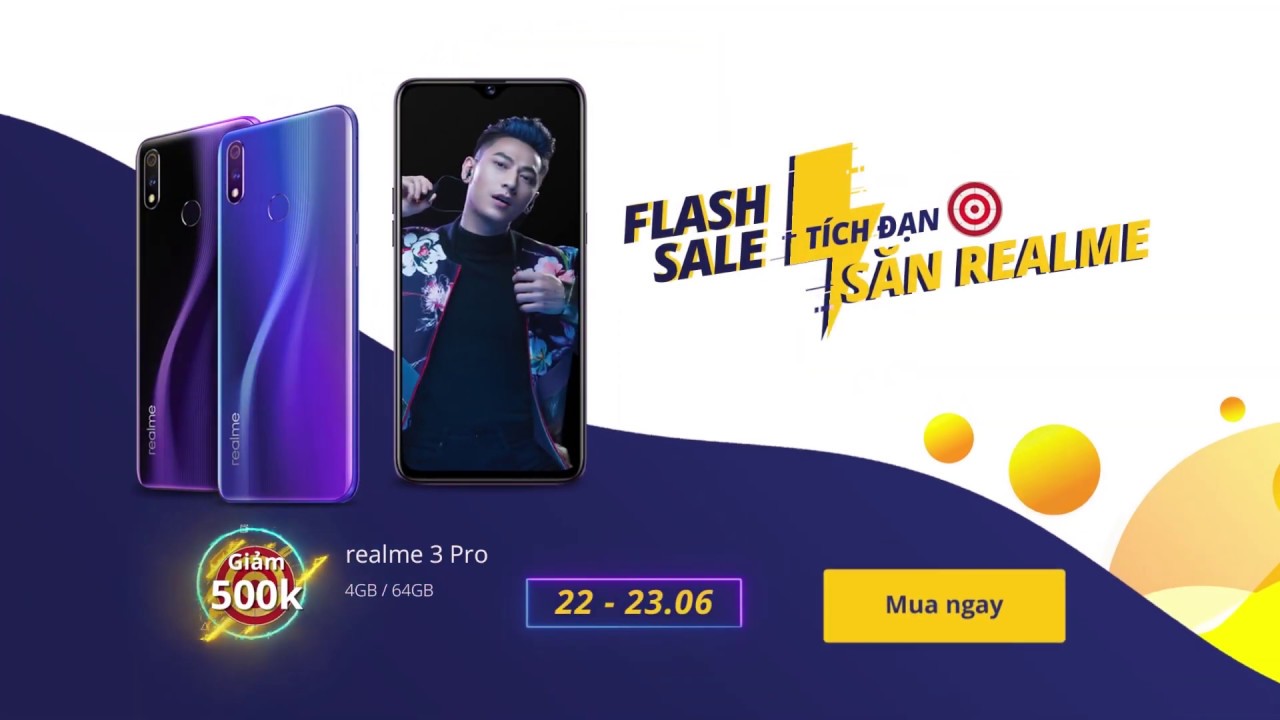 FLASH
SALE
TÍCH ĐẠN
SĂN REALME
realme
realme
Giảm
500k
realme 3 Pro
4GB / 64GB
22 - 23.06
Mua ngay